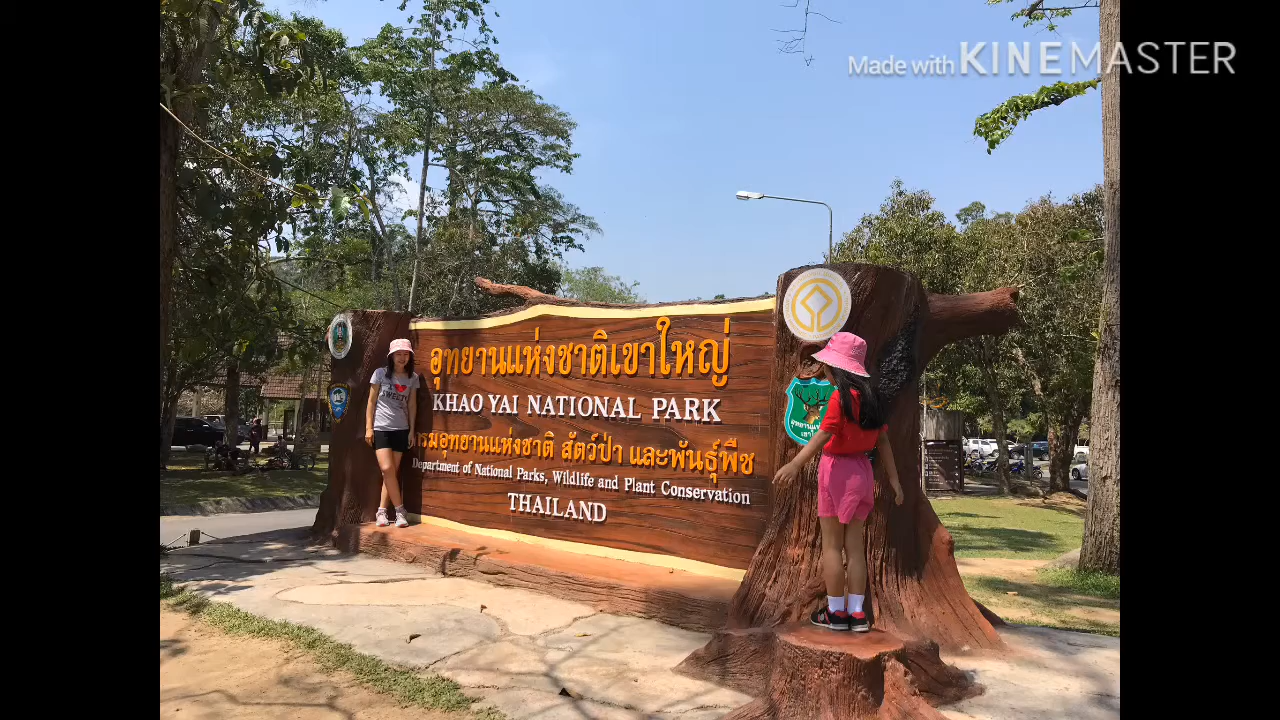 Made with KINEMASTER
อุทยานแห่งชาติเขาใหญ่
KHAO YAI NATIONAL PARK
กรมอุทยานแห่งชาติ สัตว์ป่า และพันธุ์พืช
Department of National Parks, Wildlife and Plant Conservation
THAILAND